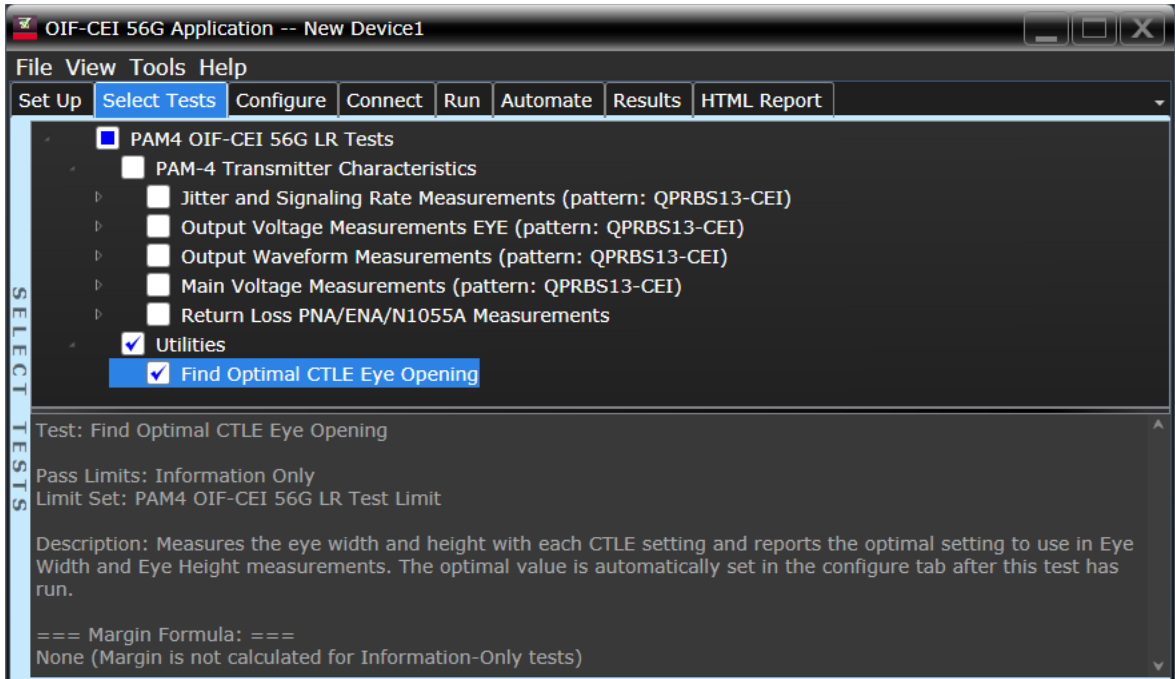 OIF-CEI 56G Application -- New Device1
File View Tools Help
Set Up Select Tests Configure Connect Run Automate Results HTML Report
SELECT TESTS
PAM4 OIF-CEI 56G LR Tests
PAM-4 Transmitter Characteristics
Jitter and Signaling Rate Measurements (pattern: QPRBS13-CEI)
Output Voltage Measurements EYE (pattern: QPRBS13-CEI)
Output Waveform Measurements (pattern: QPRBS13-CEI)
Main Voltage Measurements (pattern: QPRBS13-CEI)
Return Loss PNA/ENA/N1055A Measurements
Utilities
Find Optimal CTLE Eye Opening
Test: Find Optimal CTLE Eye Opening
Pass Limits: Information Only
Limit Set: PAM4 OIF-CEI 56G LR Test Limit
Description: Measures the eye width and height with each CTLE setting and reports the optimal setting to use in Eye
Width and Eye Height measurements. The optimal value is automatically set in the configure tab after this test has
run.
=== Margin Formula: ===
None (Margin is not calculated for Information-Only tests)